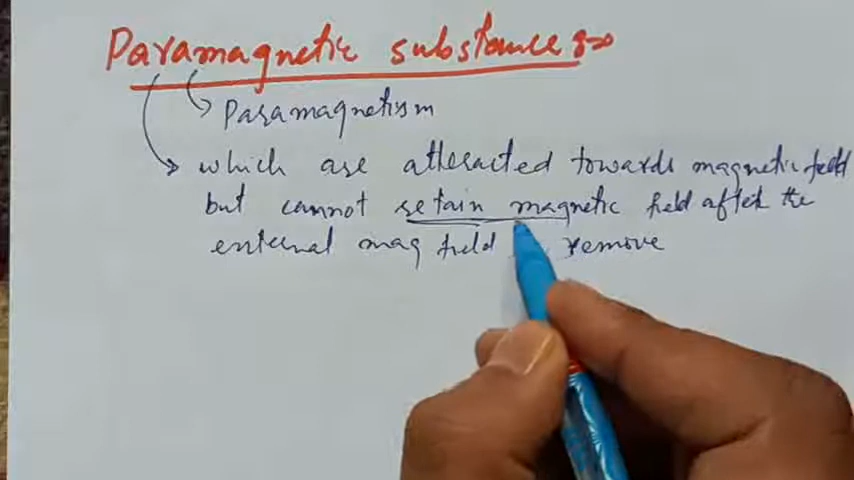 Paramagnetic substance
Paramagnetism
which are attracted towards magnetic field
but cannot retain magnetic field after the
external mag field remove